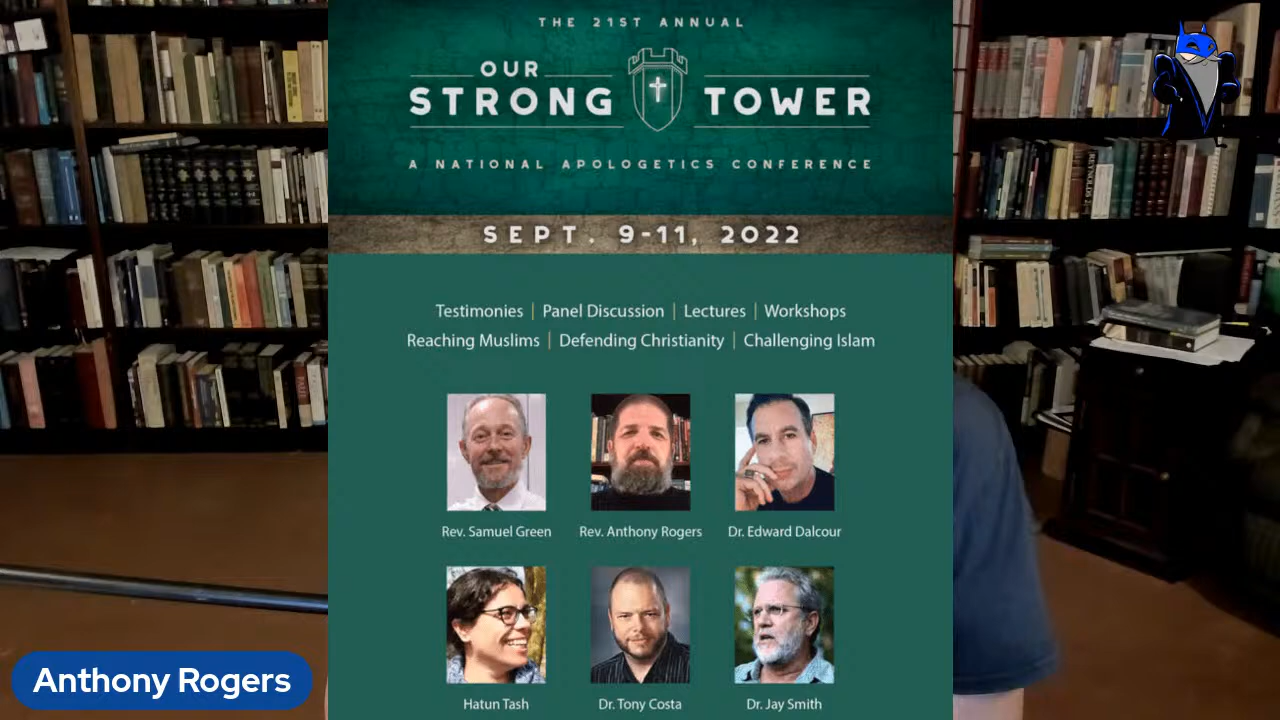 THE 21ST ANNUAL
OUR
STRONG TOWER
A NATIONAL APOLOGETICS CONFERENCE
SEPT. 9-11, 2022
Testimonies | Panel Discussion | Lectures | Workshops
Reaching Muslims | Defending Christianity | Challenging Islam
Rev. Samuel Green Rev. Anthony Rogers Dr. Edward Dalcour
Hatun Tash Dr. Tony Costa Dr. Jay Smith
Anthony Rogers
REYNOLDS